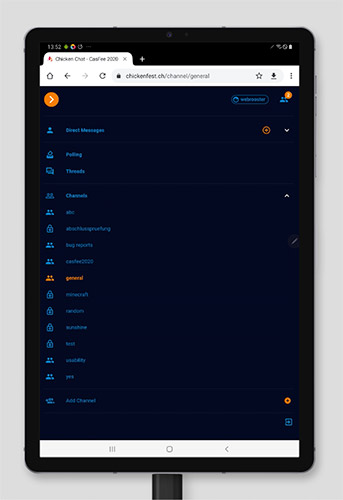 13:52
Chicken Chat - CasFee 2020
chickenfest.ch/channel/general
webmaster
2
Direct Messages
Polling
Threads
Channels
abc
abschlussprüfung
bug reports
casfee2020
general
minecraft
random
sunshine
test
usability
yes
Add Channel